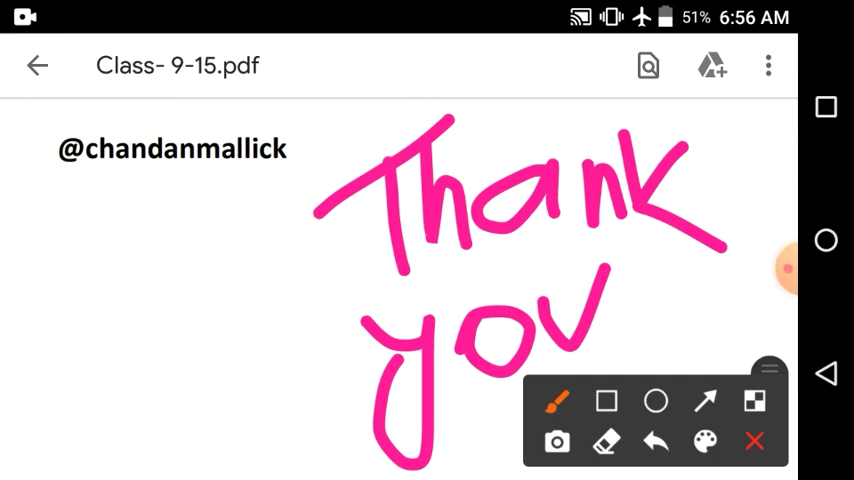 51% 6:56 AM
Class- 9-15.pdf
@chandanmallick
Thank
you